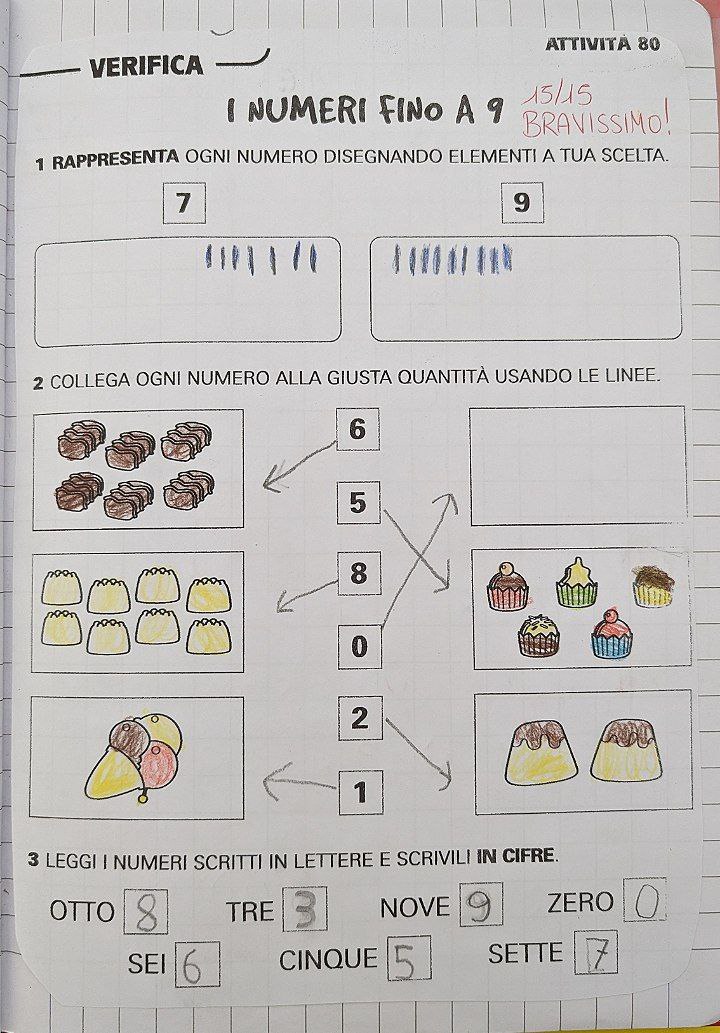 ATTIVITÀ 80
VERIFICA
I NUMERI FINO A 9
15/15
BRAVISSIMO!
1 RAPPRESENTA OGNI NUMERO DISEGNANDO ELEMENTI A TUA SCELTA.
7 9
2 COLLEGA OGNI NUMERO ALLA GIUSTA QUANTITÀ USANDO LE LINEE.
6
5
8
0
2
1
3 LEGGI I NUMERI SCRITTI IN LETTERE E SCRIVILI IN CIFRE.
OTTO 8 TRE 3 NOVE 9 ZERO 0
SEI 6 CINQUE 5 SETTE 7